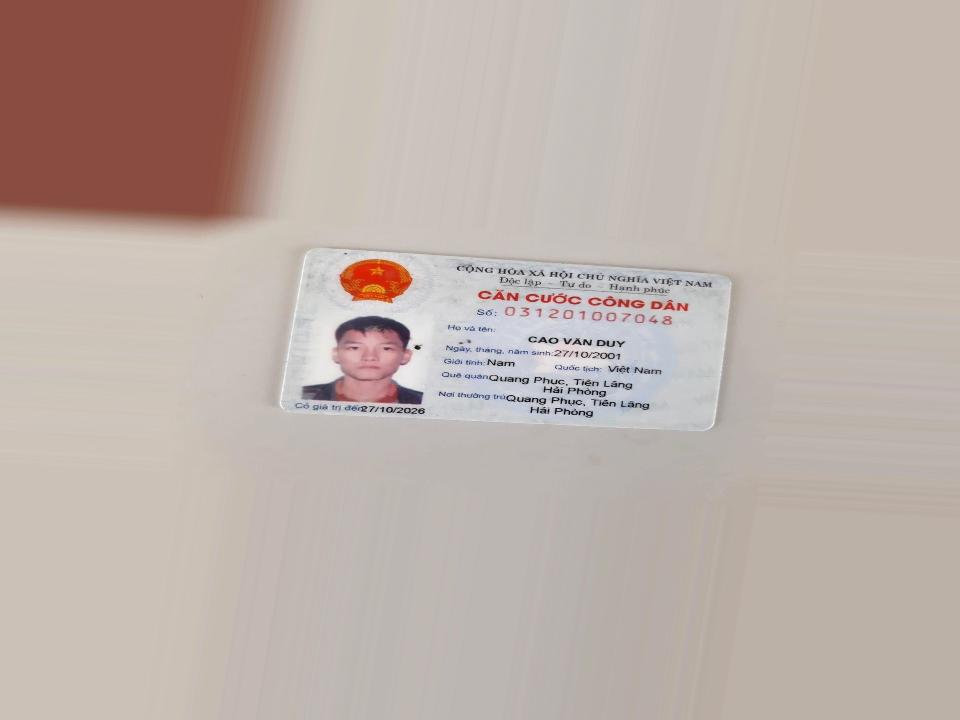 CỘNG HÒA XÃ HỘI CHỦ NGHĨA VIỆT NAM
Độc lập - Tự do - Hạnh phúc
CĂN CƯỚC CÔNG DÂN
Số: 031201007048
Họ và tên:
CAO VĂN DUY
Ngày, tháng, năm sinh: 27/10/2001
Giới tính: Nam Quốc tịch: Việt Nam
Quê quán Quang Phục, Tiên Lãng
Hải Phòng
Nơi thường trú Quang Phục, Tiên Lãng
Hải Phòng
Có giá trị đến 27/10/2026